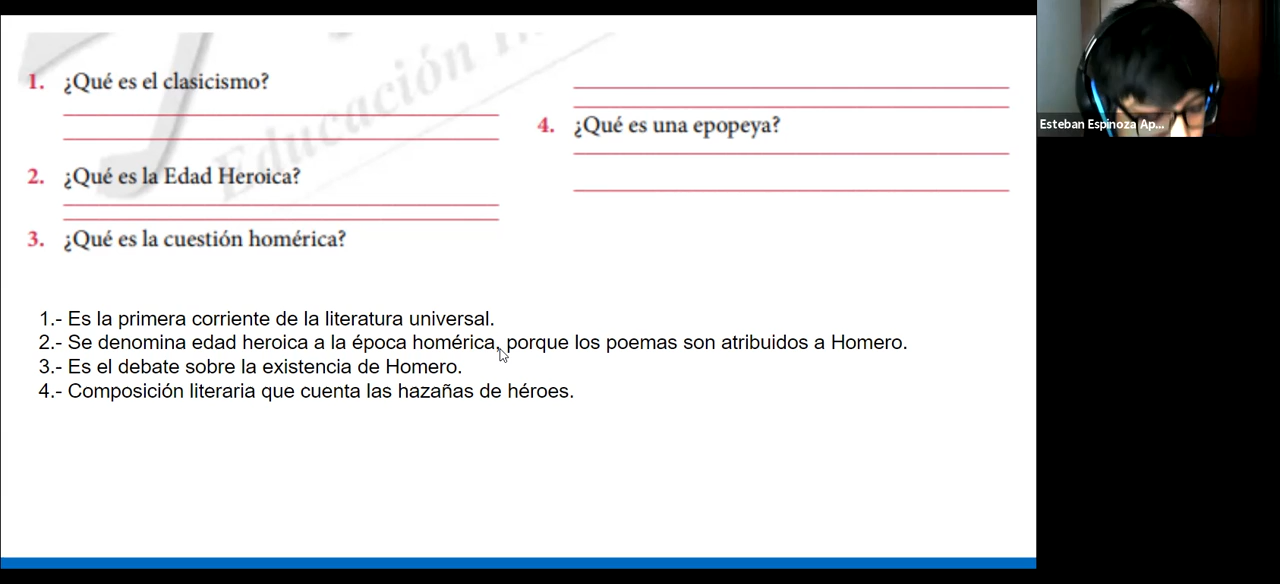 1. ¿Qué es el clasicismo?
2. ¿Qué es la Edad Heroica?
3. ¿Qué es la cuestión homérica?
4. ¿Qué es una epopeya?
Educación
1.- Es la primera corriente de la literatura universal.
2.- Se denomina edad heroica a la época homérica, porque los poemas son atribuidos a Homero.
3.- Es el debate sobre la existencia de Homero.
4.- Composición literaria que cuenta las hazañas de héroes.
Esteban Espinoza Ap...